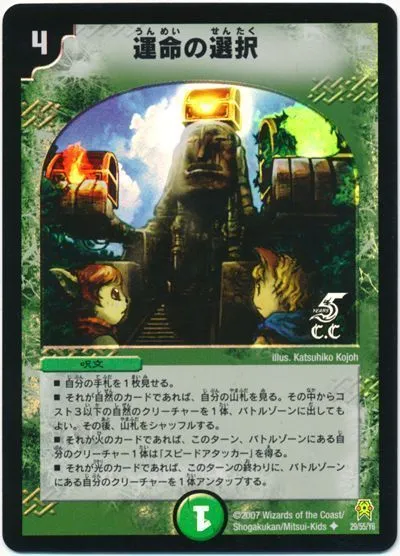 4
うんめい せんたく
運命の選択
5
YEARS
C.C
illus. Katsuhiko Kojoh
呪文
■ 自分の手札を1枚見せる。
■ それが自然のカードであれば、自分の山札を見る。その中からコ
スト3以下の自然のクリーチャーを1体、バトルゾーンに出してもよ
い。その後、山札をシャッフルする。
■ それが火のカードであれば、このターン、バトルゾーンにある自
分のクリーチャー1体は「スピードアタッカー」を得る。
■ それが光のカードであれば、このターンの終わりに、バトルゾー
ンにある自分のクリーチャーを1体アンタップする。
1
©2007 Wizards of the Coast/
Shogakukan/Mitsui-Kids ◆ 29/55/Y6